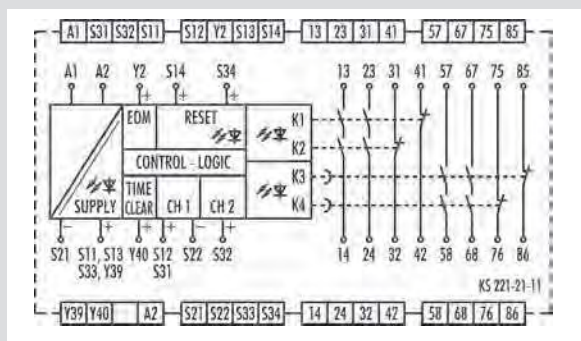 A1 S31 S32 S11 S12 Y2 S13 S14 13 23 31 41 57 67 75 85
A1 A2 Y2 S14 S34 13 23 31 41 57 67 75 85
+ + +
EDM RESET K1
K2
CONTROL - LOGIC
K3
TIME
SUPPLY CLEAR CH 1 CH 2 K4
- + + + - +
S21 S11, S13 Y40 S12 S22 S32 14 24 32 42 58 68 76 86
S33, Y39 S31
KS 221-21-11
Y39 Y40 A2 S21 S22 S33 S34 14 24 32 42 58 68 76 86